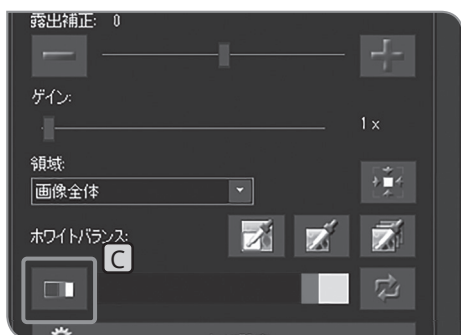 露出補正: 0
ゲイン:
1 x
領域:
画像全体
ホワイトバランス:
C